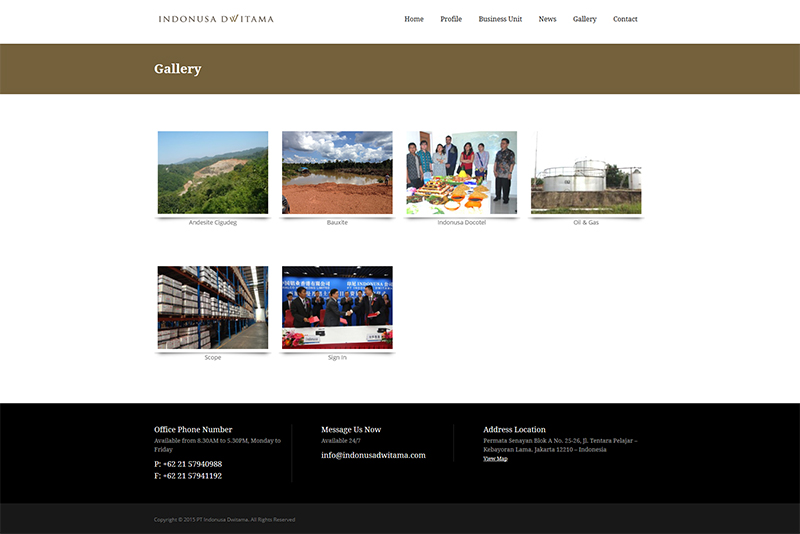 INDONUSA DWITAMA
Home
Profile
Business Unit
News
Gallery
Contact
Gallery
Andesite Cigudeg
Bauxite
Indonusa Docotel
Oil & Gas
Scope
Sign In
Office Phone Number
Available from 8.30AM to 5.30PM, Monday to
Friday
P: +62 21 57940988
F: +62 21 57941192
Message Us Now
Available 24/7
info@indonusadwitama.com
Address Location
Permata Senayan Blok A No. 25-26, Jl. Tentara Pelajar –
Kebayoran Lama, Jakarta 12210 – Indonesia
View Map
Copyright © 2015 PT Indonusa Dwitama. All Rights Reserved